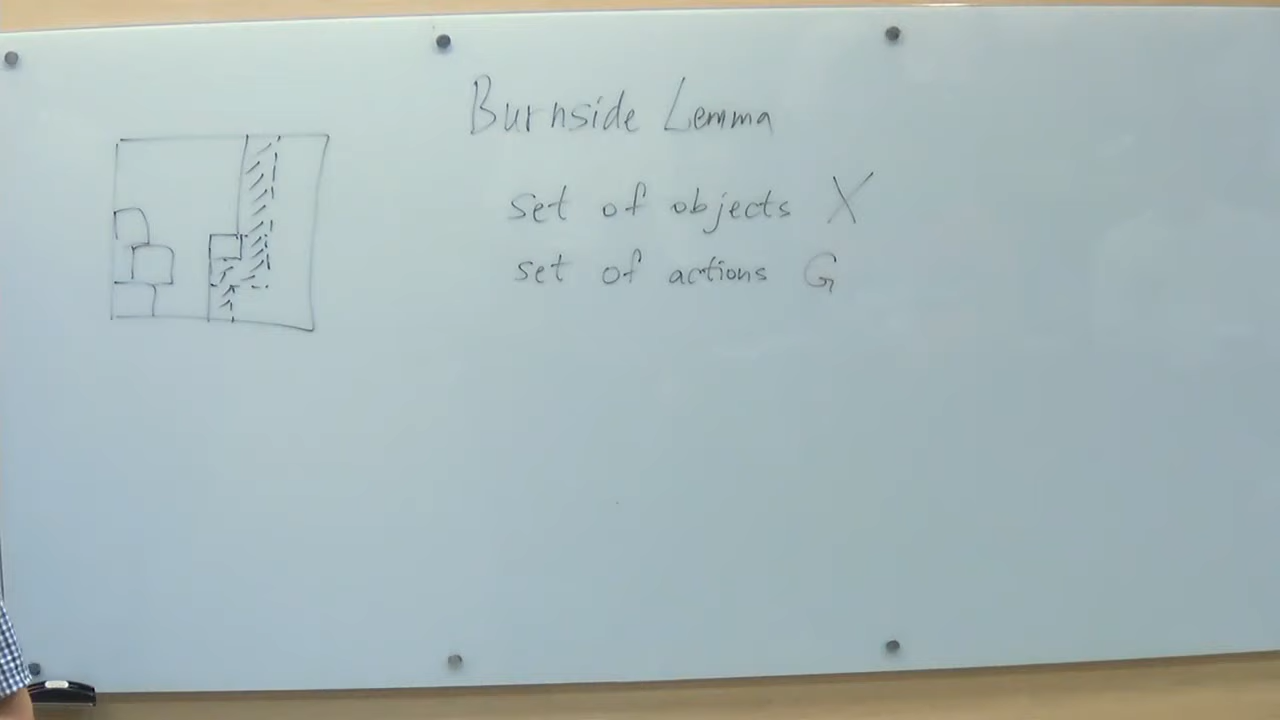 Burnside Lemma
set of objects X
set of actions G